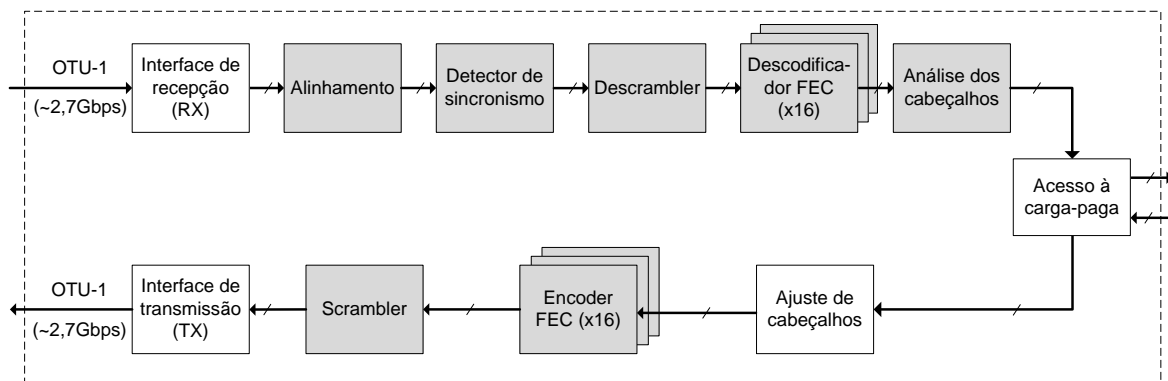 OTU-1
(~2,7Gbps)
Interface de
recepção
(RX)
Alinhamento
Detector de
sincronismo
Descrambler
Descodifica-
dor FEC
(x16)
Análise dos
cabeçalhos
Acesso à
carga-paga
OTU-1
(~2,7Gbps)
Interface de
transmissão
(TX)
Scrambler
Encoder
FEC (x16)
Ajuste de
cabeçalhos